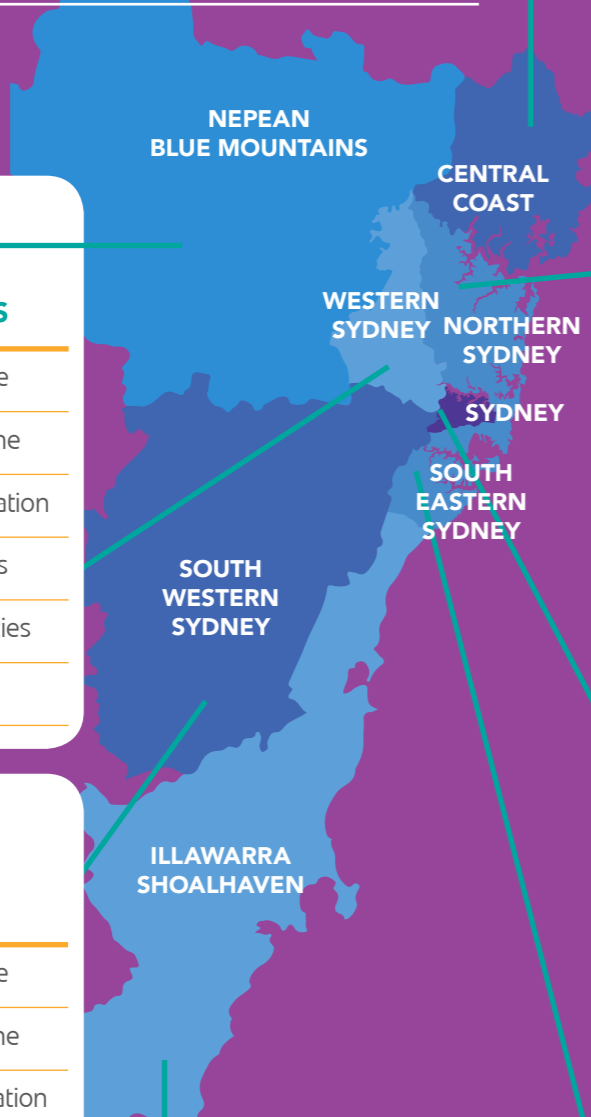 NEPEAN
BLUE MOUNTAINS
CENTRAL
COAST
WESTERN
SYDNEY
NORTHERN
SYDNEY
SYDNEY
SOUTH
EASTERN
SYDNEY
SOUTH
WESTERN
SYDNEY
ILLAWARRA
SHOALHAVEN